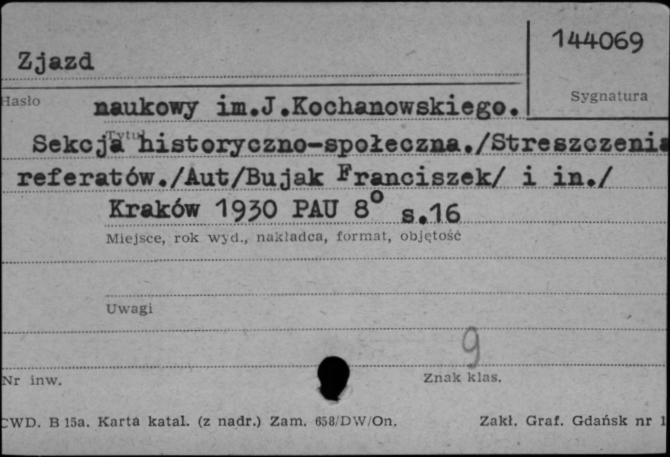 144069
Zjazd
Hasło
Sygnatura
naukowy im.J.Kochanowskiego.
Tytuł
Sekcja historyczno-społeczna./Streszczenia
referatów./Aut/Bujak Franciszek/ i in./
Kraków 1930 PAU 8° s.16
Miejsce, rok wyd., nakładca, format, objętość
Uwagi
9
Nr inw.
Znak klas.
CWD. B 15a. Karta katal. (z nadr.) Zam. 658/DW/On.
Zakł. Graf. Gdańsk nr 1